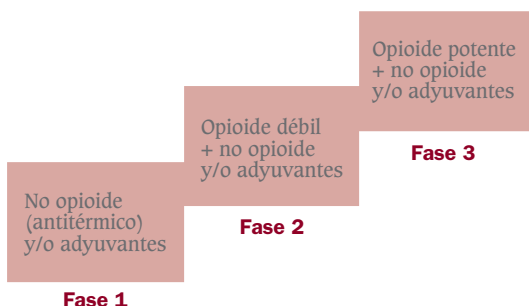 Opioide potente
+ no opioide
y/o adyuvantes
Fase 3
Opioide débil
+ no opioide
y/o adyuvantes
Fase 2
No opioide
(antitérmico)
y/o adyuvantes
Fase 1